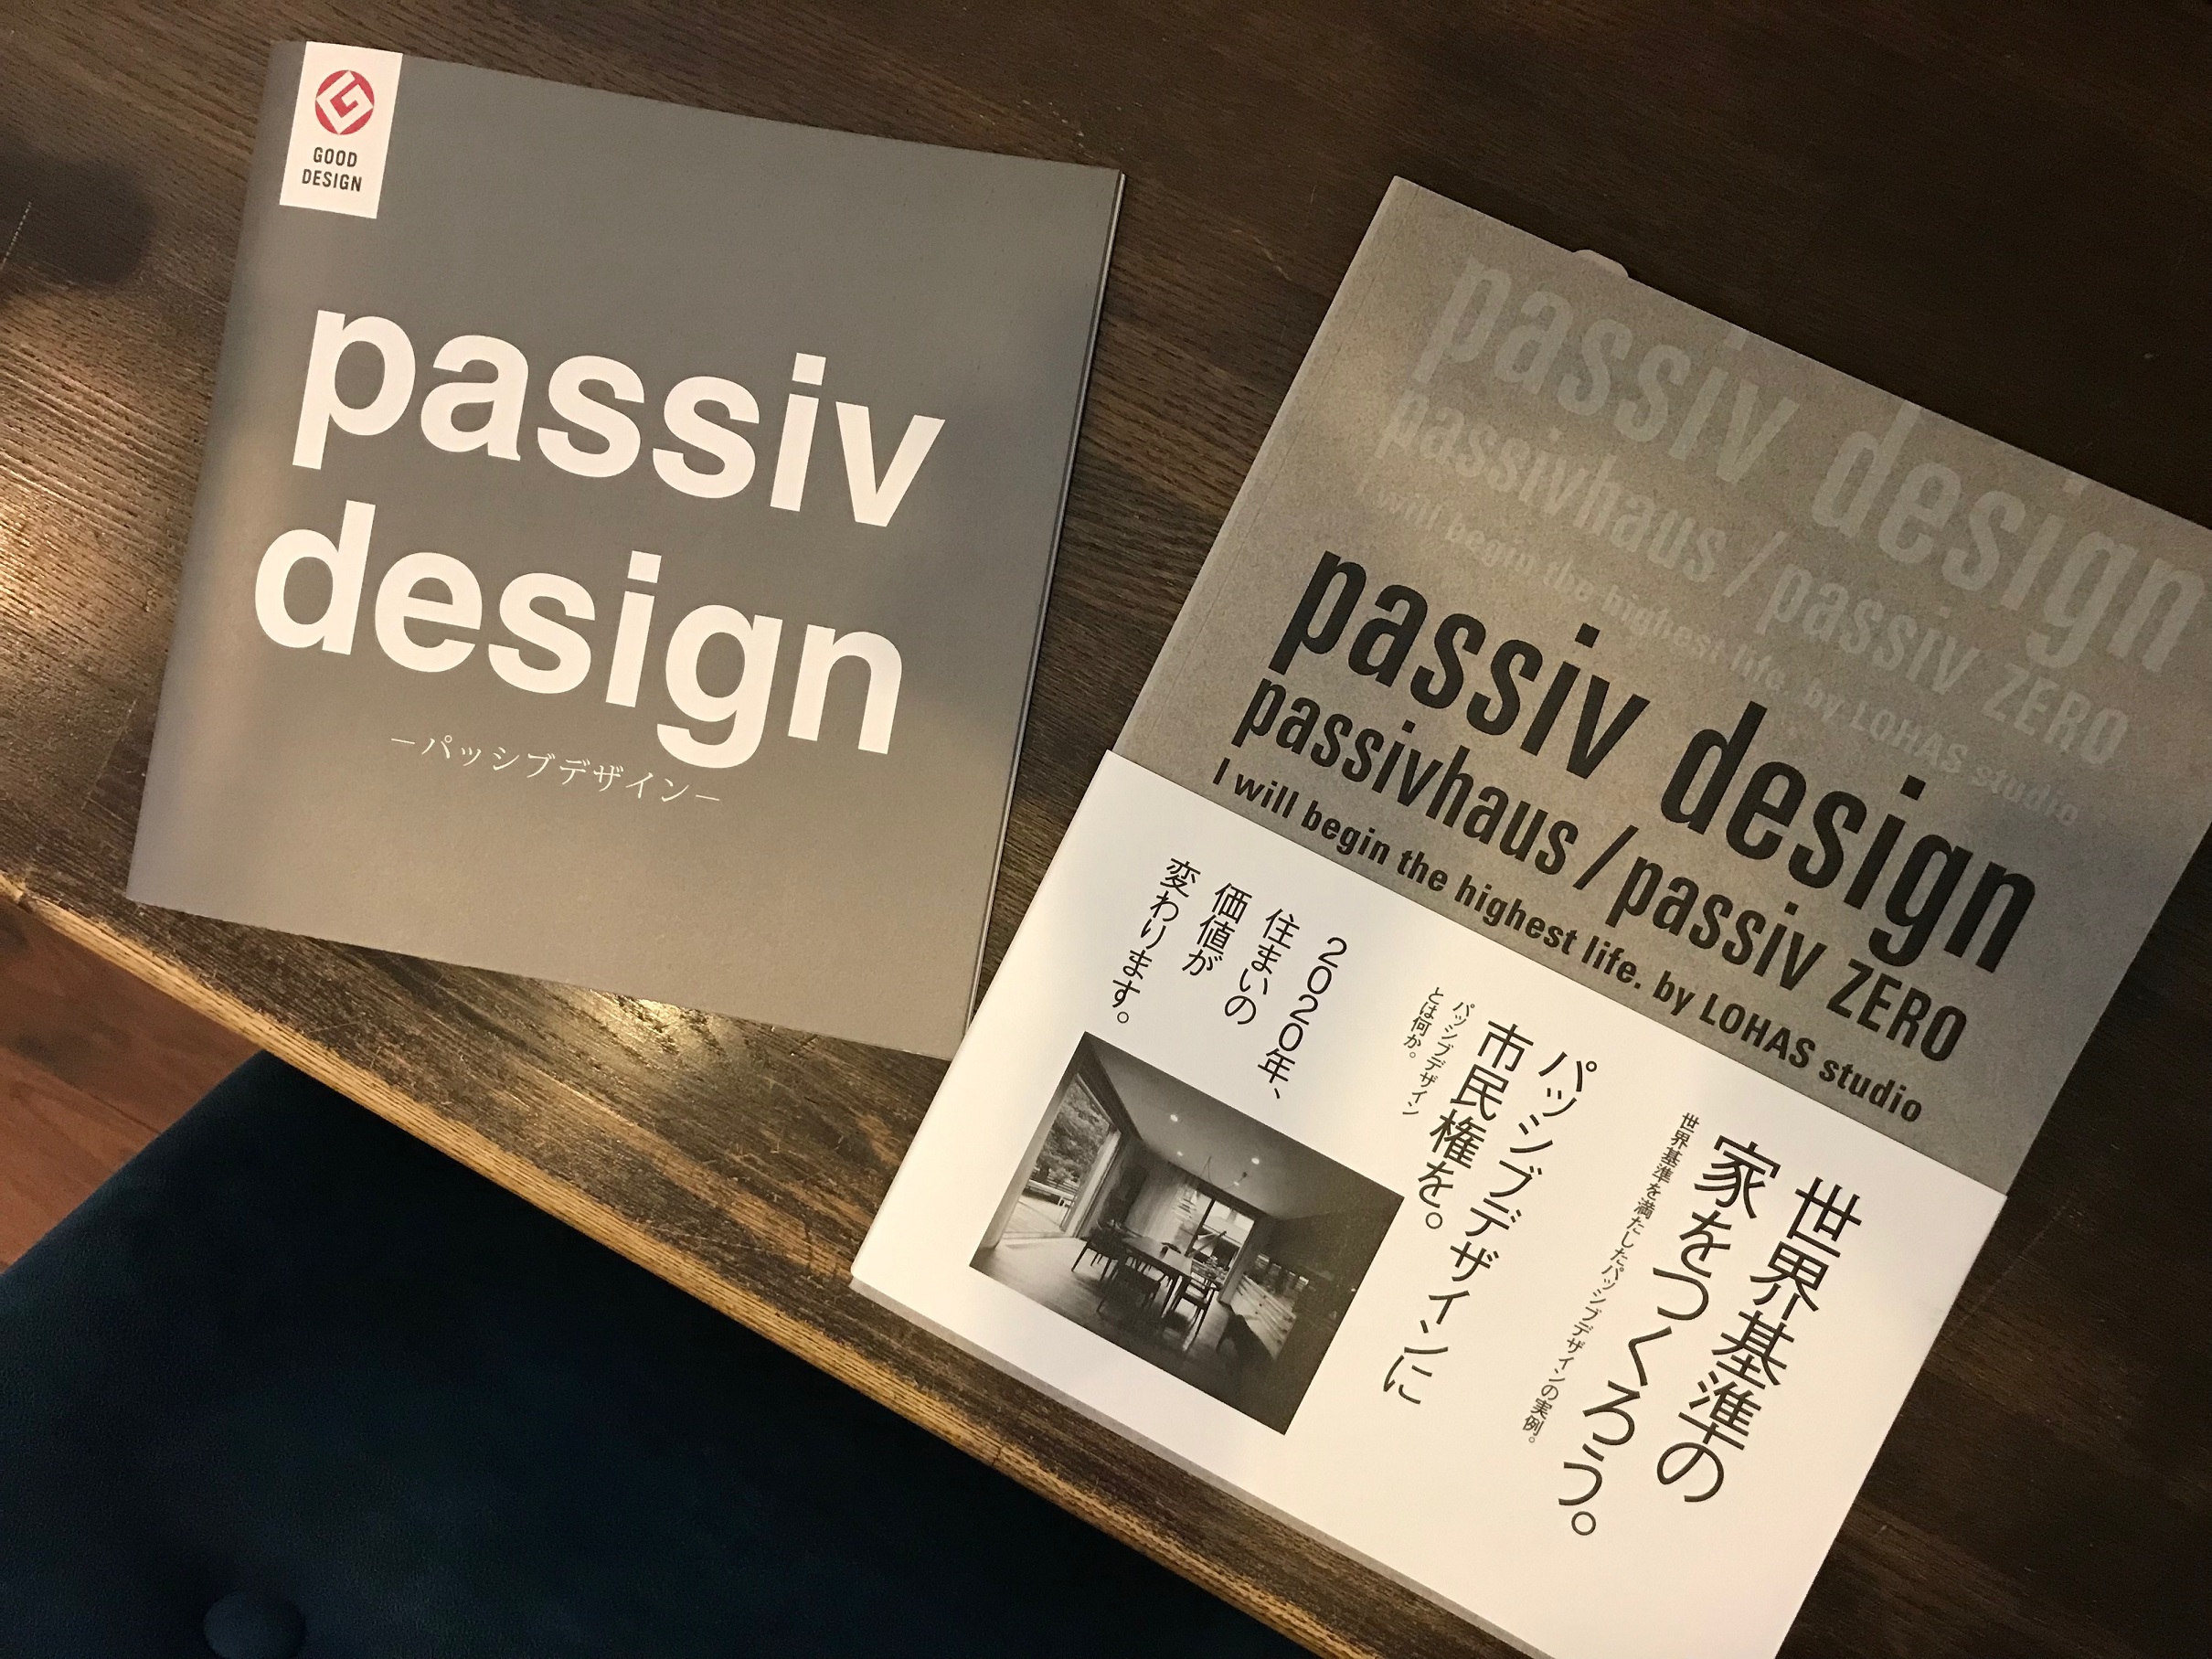 GOOD
DESIGN
passiv
design
－パッシブデザイン－
passiv design
passivhaus / passiv ZERO
I will begin the highest life. by LOHAS studio
passiv design
passivhaus / passiv ZERO
I will begin the highest life. by LOHAS studio
世界基準の
家をつくろう。
世界基準を満たしたパッシブデザインの実例。
パッシブデザインに
市民権を。
パッシブデザイン
とは何か。
2020年、
住まいの
価値が
変わります。